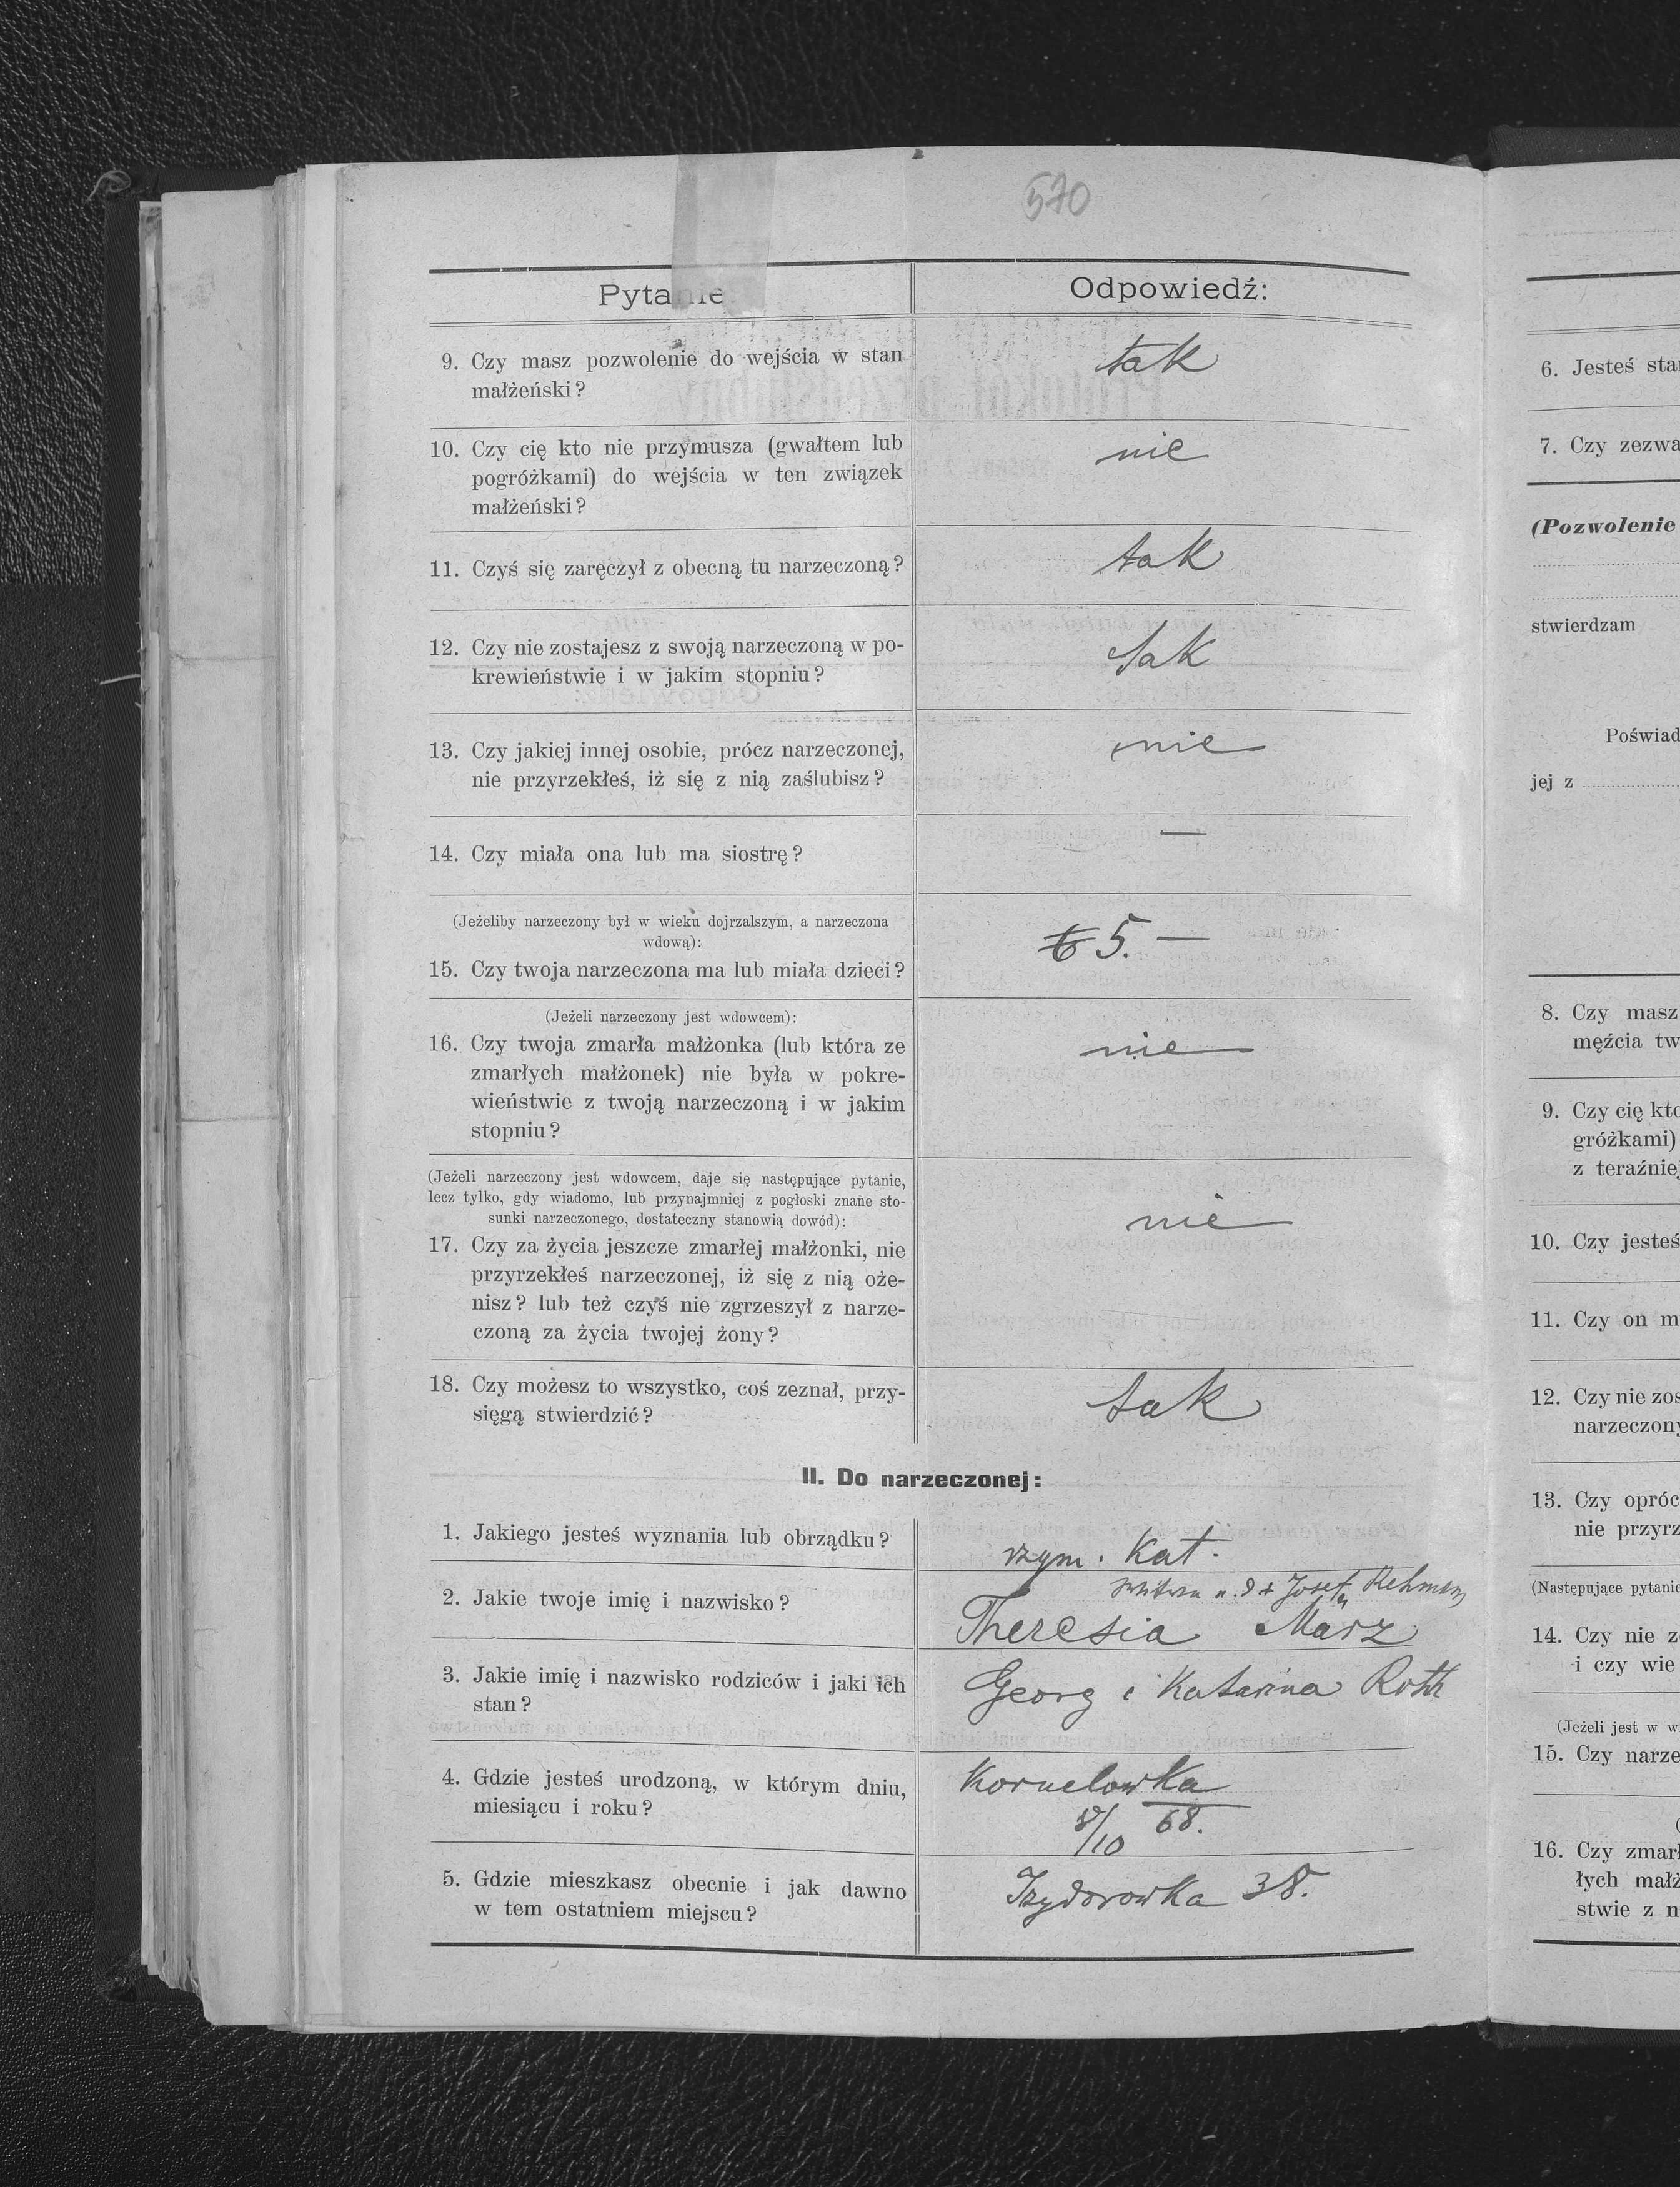 570
Pytanie
Odpowiedź:
9. Czy masz pozwolenie do wejścia w stan
małżeński?
tak
10. Czy cię kto nie przymusza (gwałtem lub
pogróżkami) do wejścia w ten związek
małżeński?
nie
11. Czyś się zaręczył z obecną tu narzeczoną?
tak
12. Czy nie zostajesz z swoją narzeczoną w po-
krewieństwie i w jakim stopniu?
tak
13. Czy jakiej innej osobie, prócz narzeczonej,
nie przyrzekłeś, iż się z nią zaślubisz?
nie
14. Czy miała ona lub ma siostrę?
—
(Jeżeliby narzeczony był w wieku dojrzalszym, a narzeczona
wdową):
15. Czy twoja narzeczona ma lub miała dzieci?
5. —
(Jeżeli narzeczony jest wdowcem):
16. Czy twoja zmarła małżonka (lub która ze
zmarłych małżonek) nie była w pokre-
wieństwie z twoją narzeczoną i w jakim
stopniu?
nie
(Jeżeli narzeczony jest wdowcem, daje się następujące pytanie,
lecz tylko, gdy wiadomo, lub przynajmniej z pogłoski znane sto-
sunki narzeczonego, dostateczny stanowią dowód):
17. Czy za życia jeszcze zmarłej małżonki, nie
przyrzekłeś narzeczonej, iż się z nią oże-
nisz? lub też czyś nie zgrzeszył z narze-
czoną za życia twojej żony?
nie
18. Czy możesz to wszystko, coś zeznał, przy-
sięgą stwierdzić?
tak
II. Do narzeczonej:
1. Jakiego jesteś wyznania lub obrządku?
rzym. Kat.
2. Jakie twoje imię i nazwisko?
Josef
Theresia März
3. Jakie imię i nazwisko rodziców i jaki ich
stan?
Georg i Katarina Roth
4. Gdzie jesteś urodzoną, w którym dniu,
miesiącu i roku?
Kornelowka
8/10 68.
5. Gdzie mieszkasz obecnie i jak dawno
w tem ostatniem miejscu?
Izydorowka 38.
6. Jesteś sta
7. Czy zezwa
(Pozwolenie
stwierdzam
Poświad
jej z
8. Czy masz
męźcia tw
9. Czy cię kto
gróżkami)
z teraźniej
10. Czy jesteś
11. Czy on m
12. Czy nie zos
narzeczony
13. Czy opróc
nie przyrz
(Następujące pytanie
14. Czy nie z
i czy wie
(Jeżeli jest w w
15. Czy narze
(
16. Czy zmarł
łych małż
stwie z n